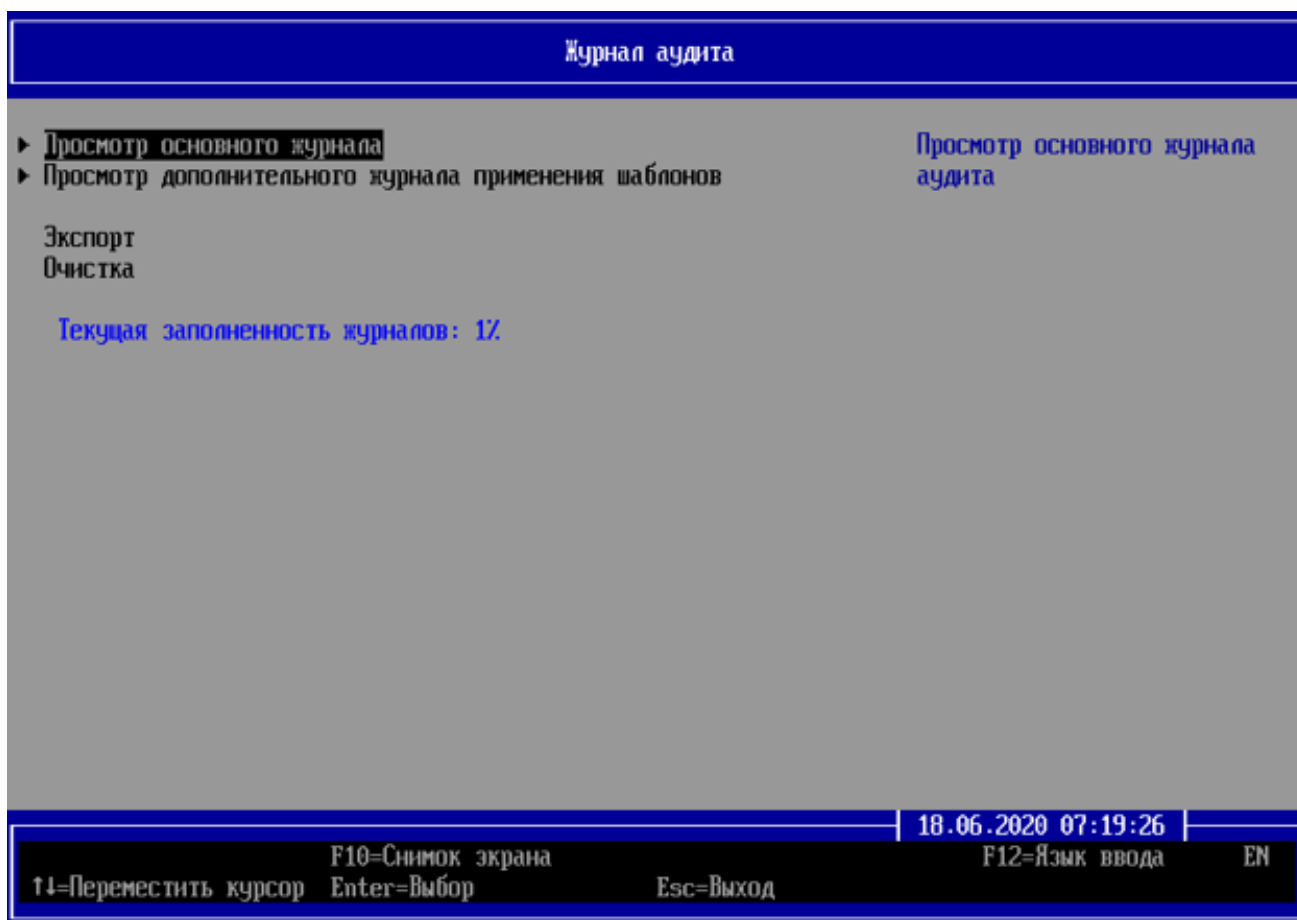 Журнал аудита
Просмотр основного журнала
Просмотр основного журнала
Просмотр дополнительного журнала применения шаблонов
аудита
Экспорт
Очистка
Текущая заполненность журналов: 1%
18.06.2020 07:19:26
F10=Снимок экрана F12=Язык ввода EN
↑↓=Переместить курсор Enter=Выбор Esc=Выход